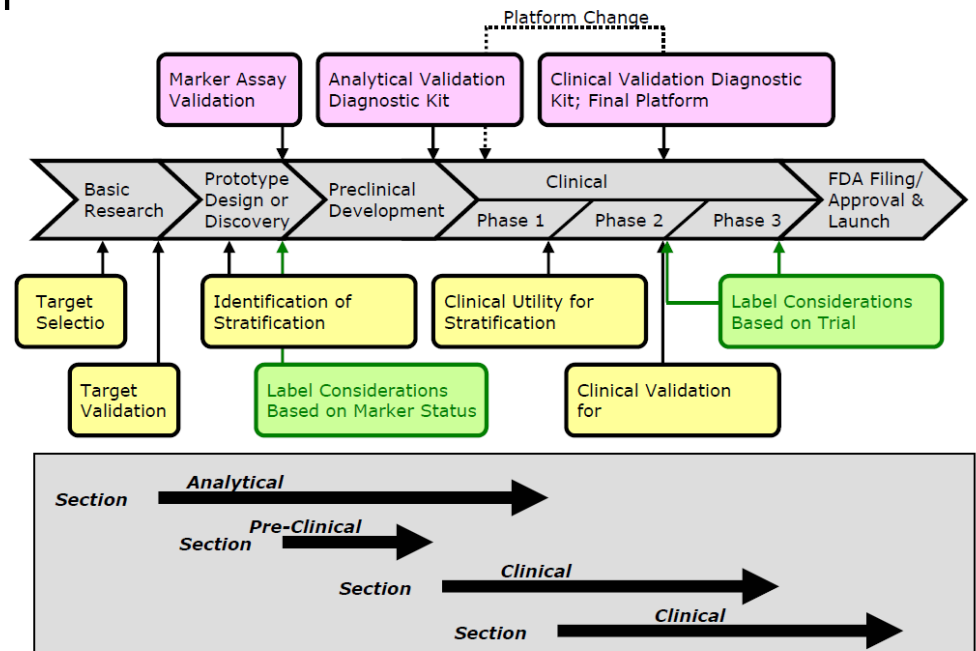 Platform Change
Marker Assay
Validation
Analytical Validation
Diagnostic Kit
Clinical Validation Diagnostic
Kit; Final Platform
Basic
Research
Prototype
Design or
Discovery
Preclinical
Development
Clinical
Phase 1
Phase 2
Phase 3
FDA Filing/
Approval &
Launch
Target
Selectio
Identification of
Stratification
Clinical Utility for
Stratification
Label Considerations
Based on Trial
Target
Validation
Label Considerations
Based on Marker Status
Clinical Validation
for
Section
Analytical
Section
Pre-Clinical
Section
Clinical
Section
Clinical